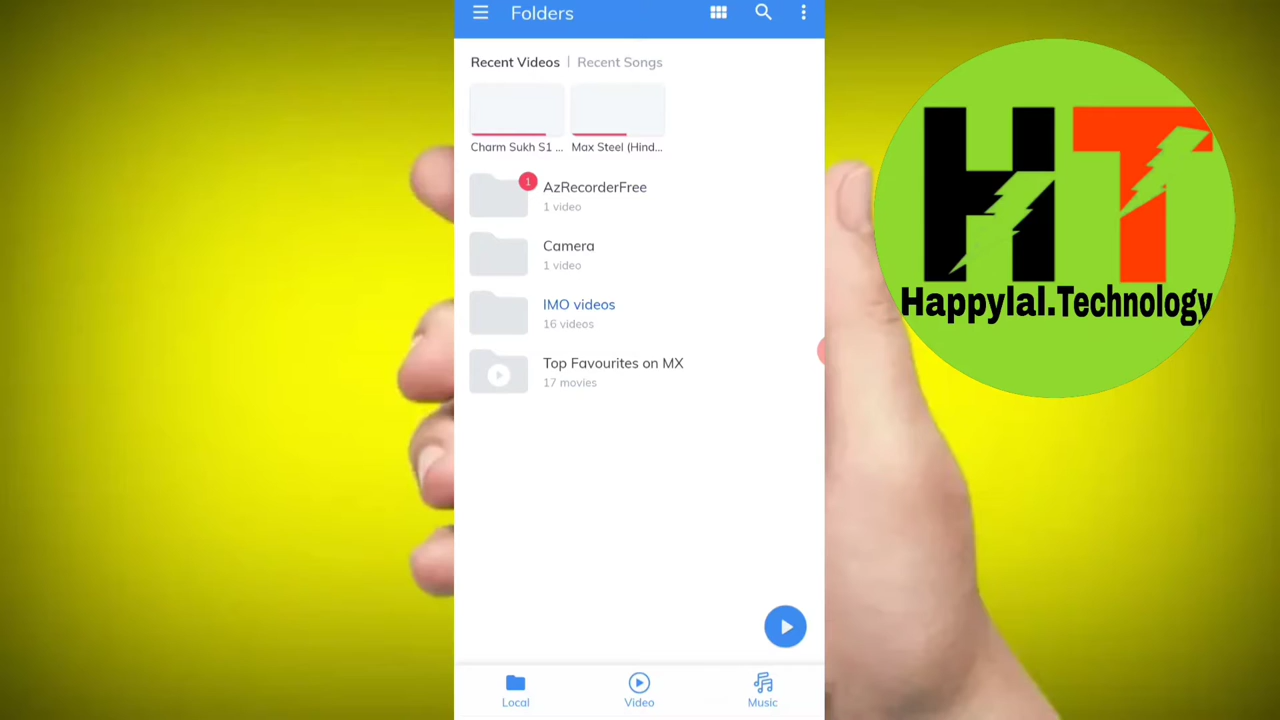 Folders
Recent Videos | Recent Songs
Charm Sukh S1 ... Max Steel (Hind...
1
AzRecorderFree
1 video
Camera
1 video
IMO videos
16 videos
Top Favourites on MX
17 movies
Local Video Music
HT
Happylal.Technology